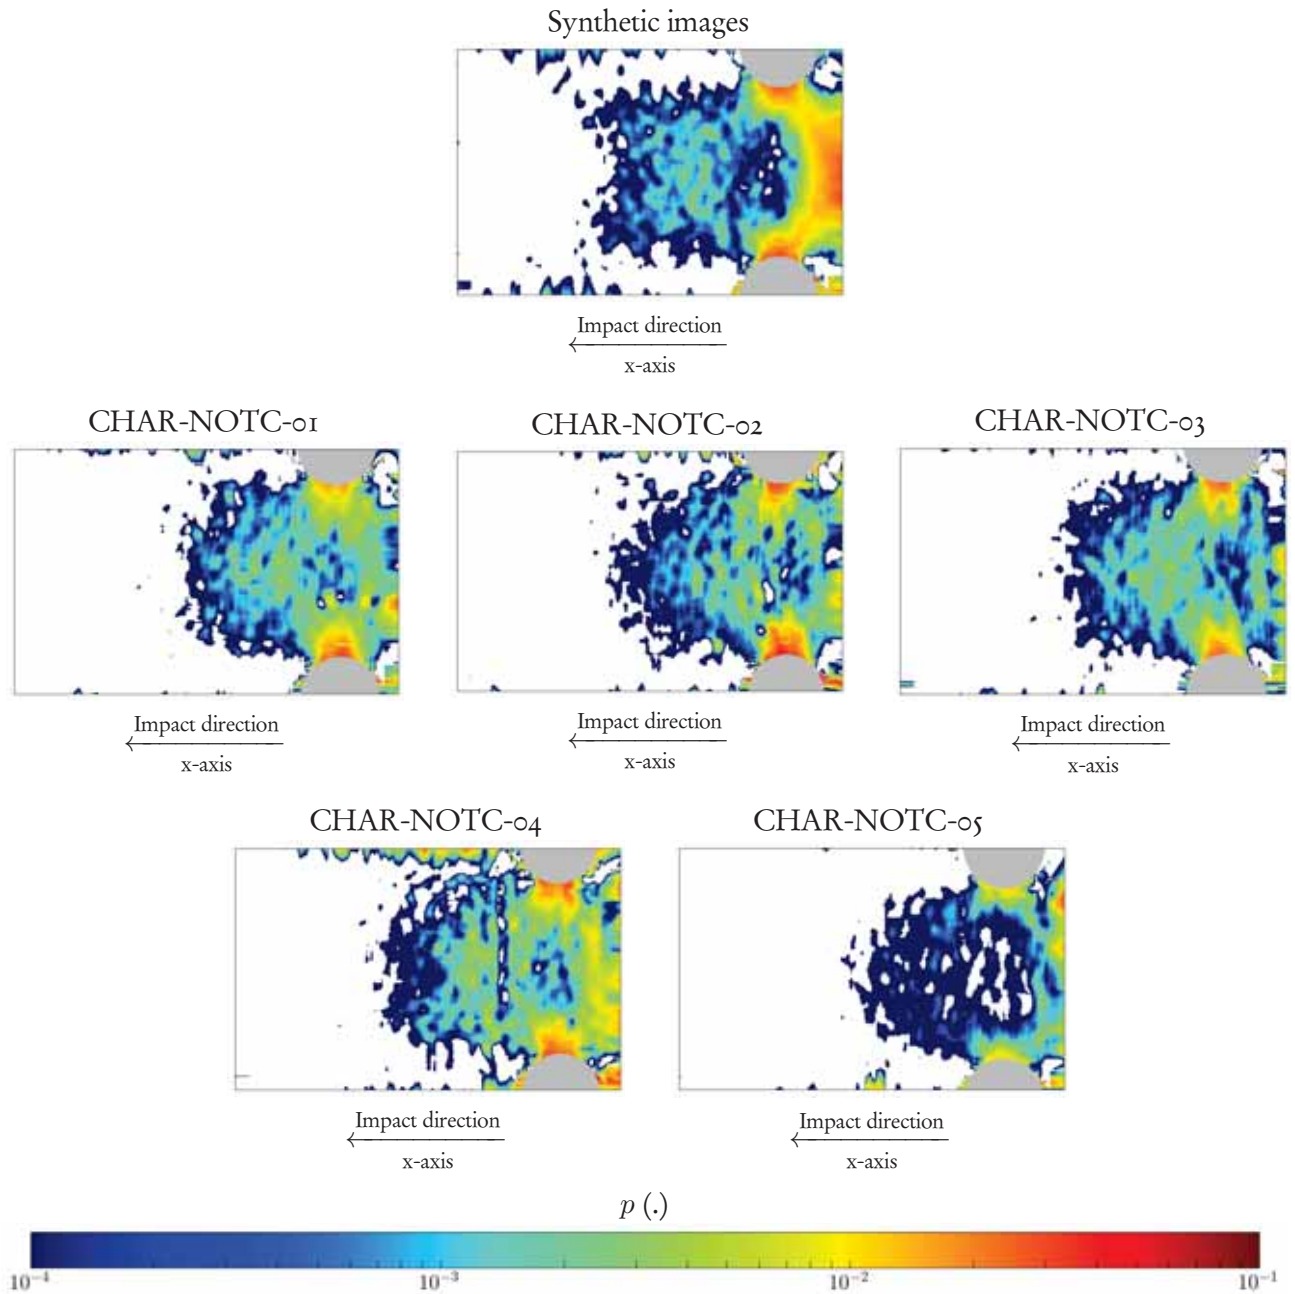 Synthetic images
Impact direction
x-axis
CHAR-NOTC-01 CHAR-NOTC-02 CHAR-NOTC-03
Impact direction Impact direction Impact direction
x-axis x-axis x-axis
CHAR-NOTC-04 CHAR-NOTC-05
Impact direction Impact direction
x-axis x-axis
p (.)
10⁻⁴ 10⁻³ 10⁻² 10⁻¹